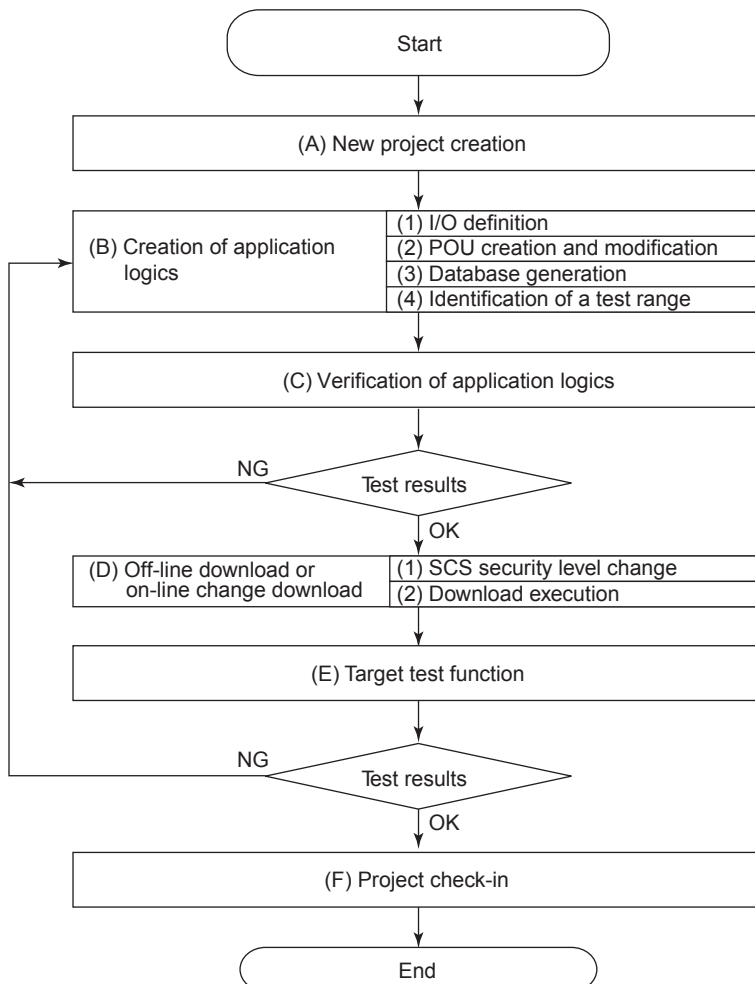 Start
(A) New project creation
(B) Creation of application
logics
(1) I/O definition
(2) POU creation and modification
(3) Database generation
(4) Identification of a test range
(C) Verification of application logics
NG
Test results
OK
(D) Off-line download or
on-line change download
(1) SCS security level change
(2) Download execution
(E) Target test function
NG
Test results
OK
(F) Project check-in
End